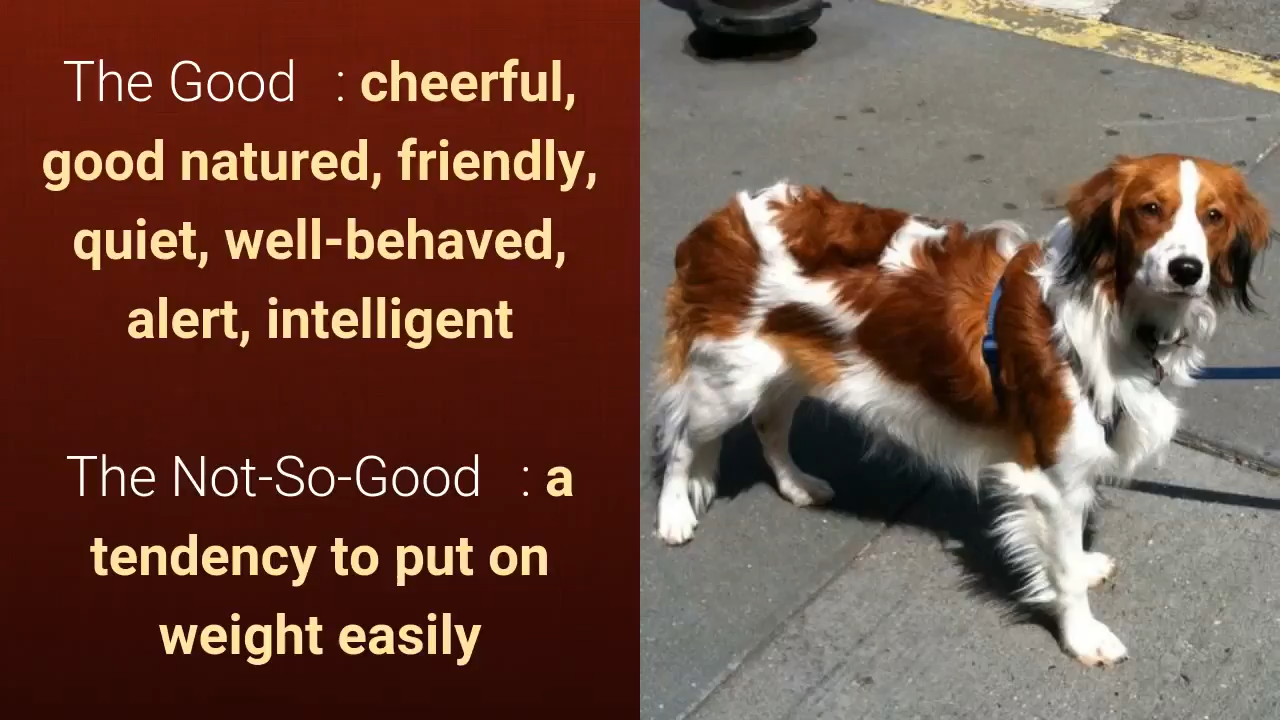 The Good : cheerful,
good natured, friendly,
quiet, well-behaved,
alert, intelligent
The Not-So-Good : a
tendency to put on
weight easily